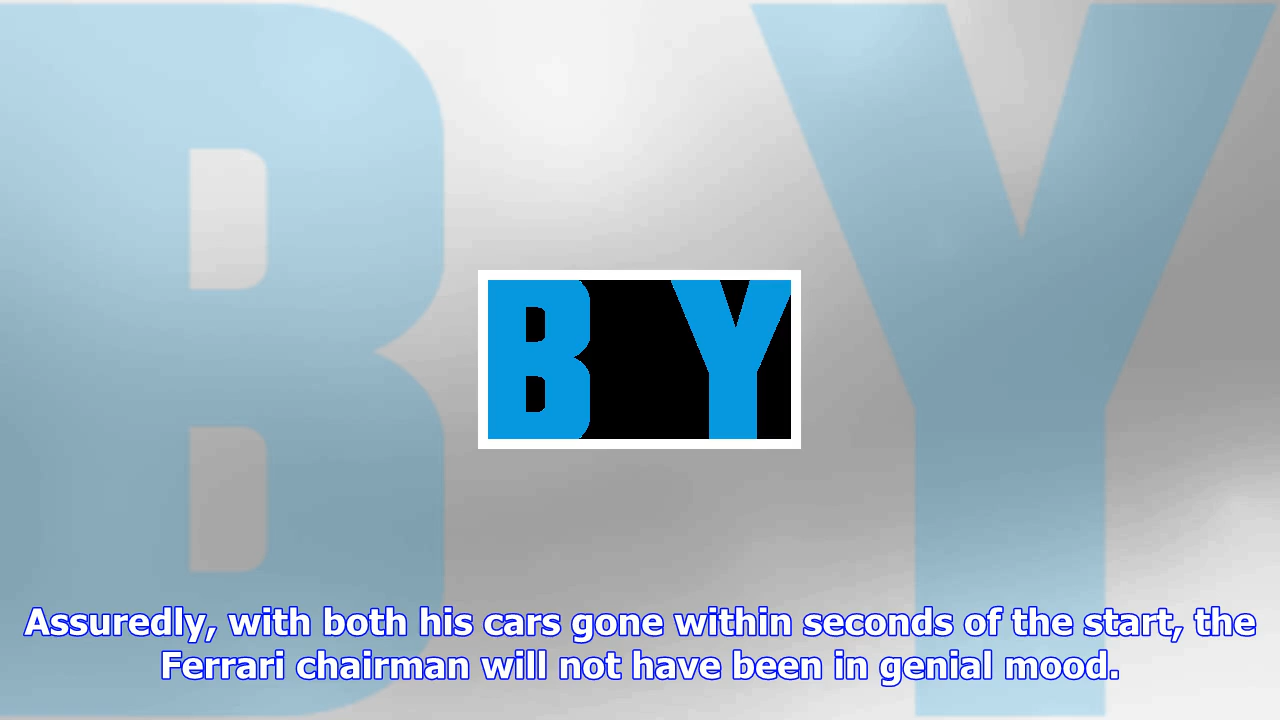 B Y
B Y
Assuredly, with both his cars gone within seconds of the start, the
Ferrari chairman will not have been in genial mood.